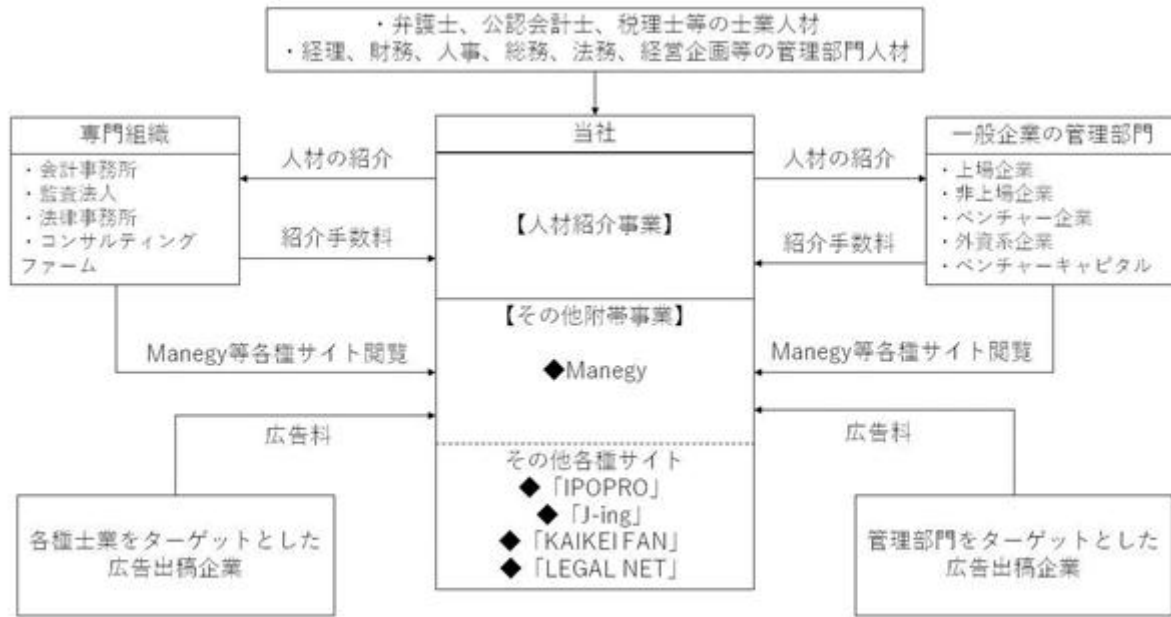 ・弁護士、公認会計士、税理士等の士業人材
・経理、財務、人事、総務、法務、経営企画等の管理部門人材
専門組織
・会計事務所
・監査法人
・法律事務所
・コンサルティング
ファーム
人材の紹介
紹介手数料
Manegy等各種サイト閲覧
広告料
各種士業をターゲットとした
広告出稿企業
当社
【人材紹介事業】
【その他附帯事業】
◆Manegy
その他各種サイト
◆「IPOPRO」
◆「J-ing」
◆「KAIKEI FAN」
◆「LEGAL NET」
一般企業の管理部門
・上場企業
・非上場企業
・ベンチャー企業
・外資系企業
・ベンチャーキャピタル
人材の紹介
紹介手数料
Manegy等各種サイト閲覧
広告料
管理部門をターゲットとした
広告出稿企業